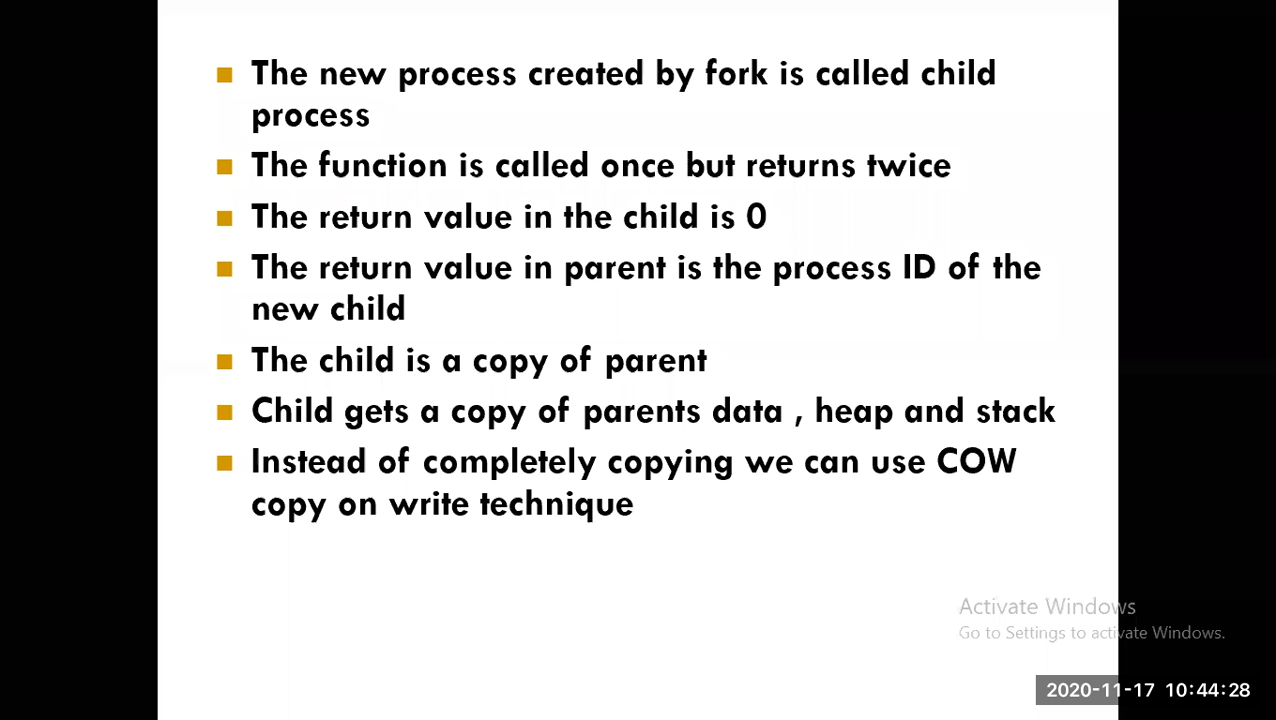 The new process created by fork is called child
process
The function is called once but returns twice
The return value in the child is 0
The return value in parent is the process ID of the
new child
The child is a copy of parent
Child gets a copy of parents data , heap and stack
Instead of completely copying we can use COW
copy on write technique
Activate Windows
Go to Settings to activate Windows.
2020-11-17 10:44:28